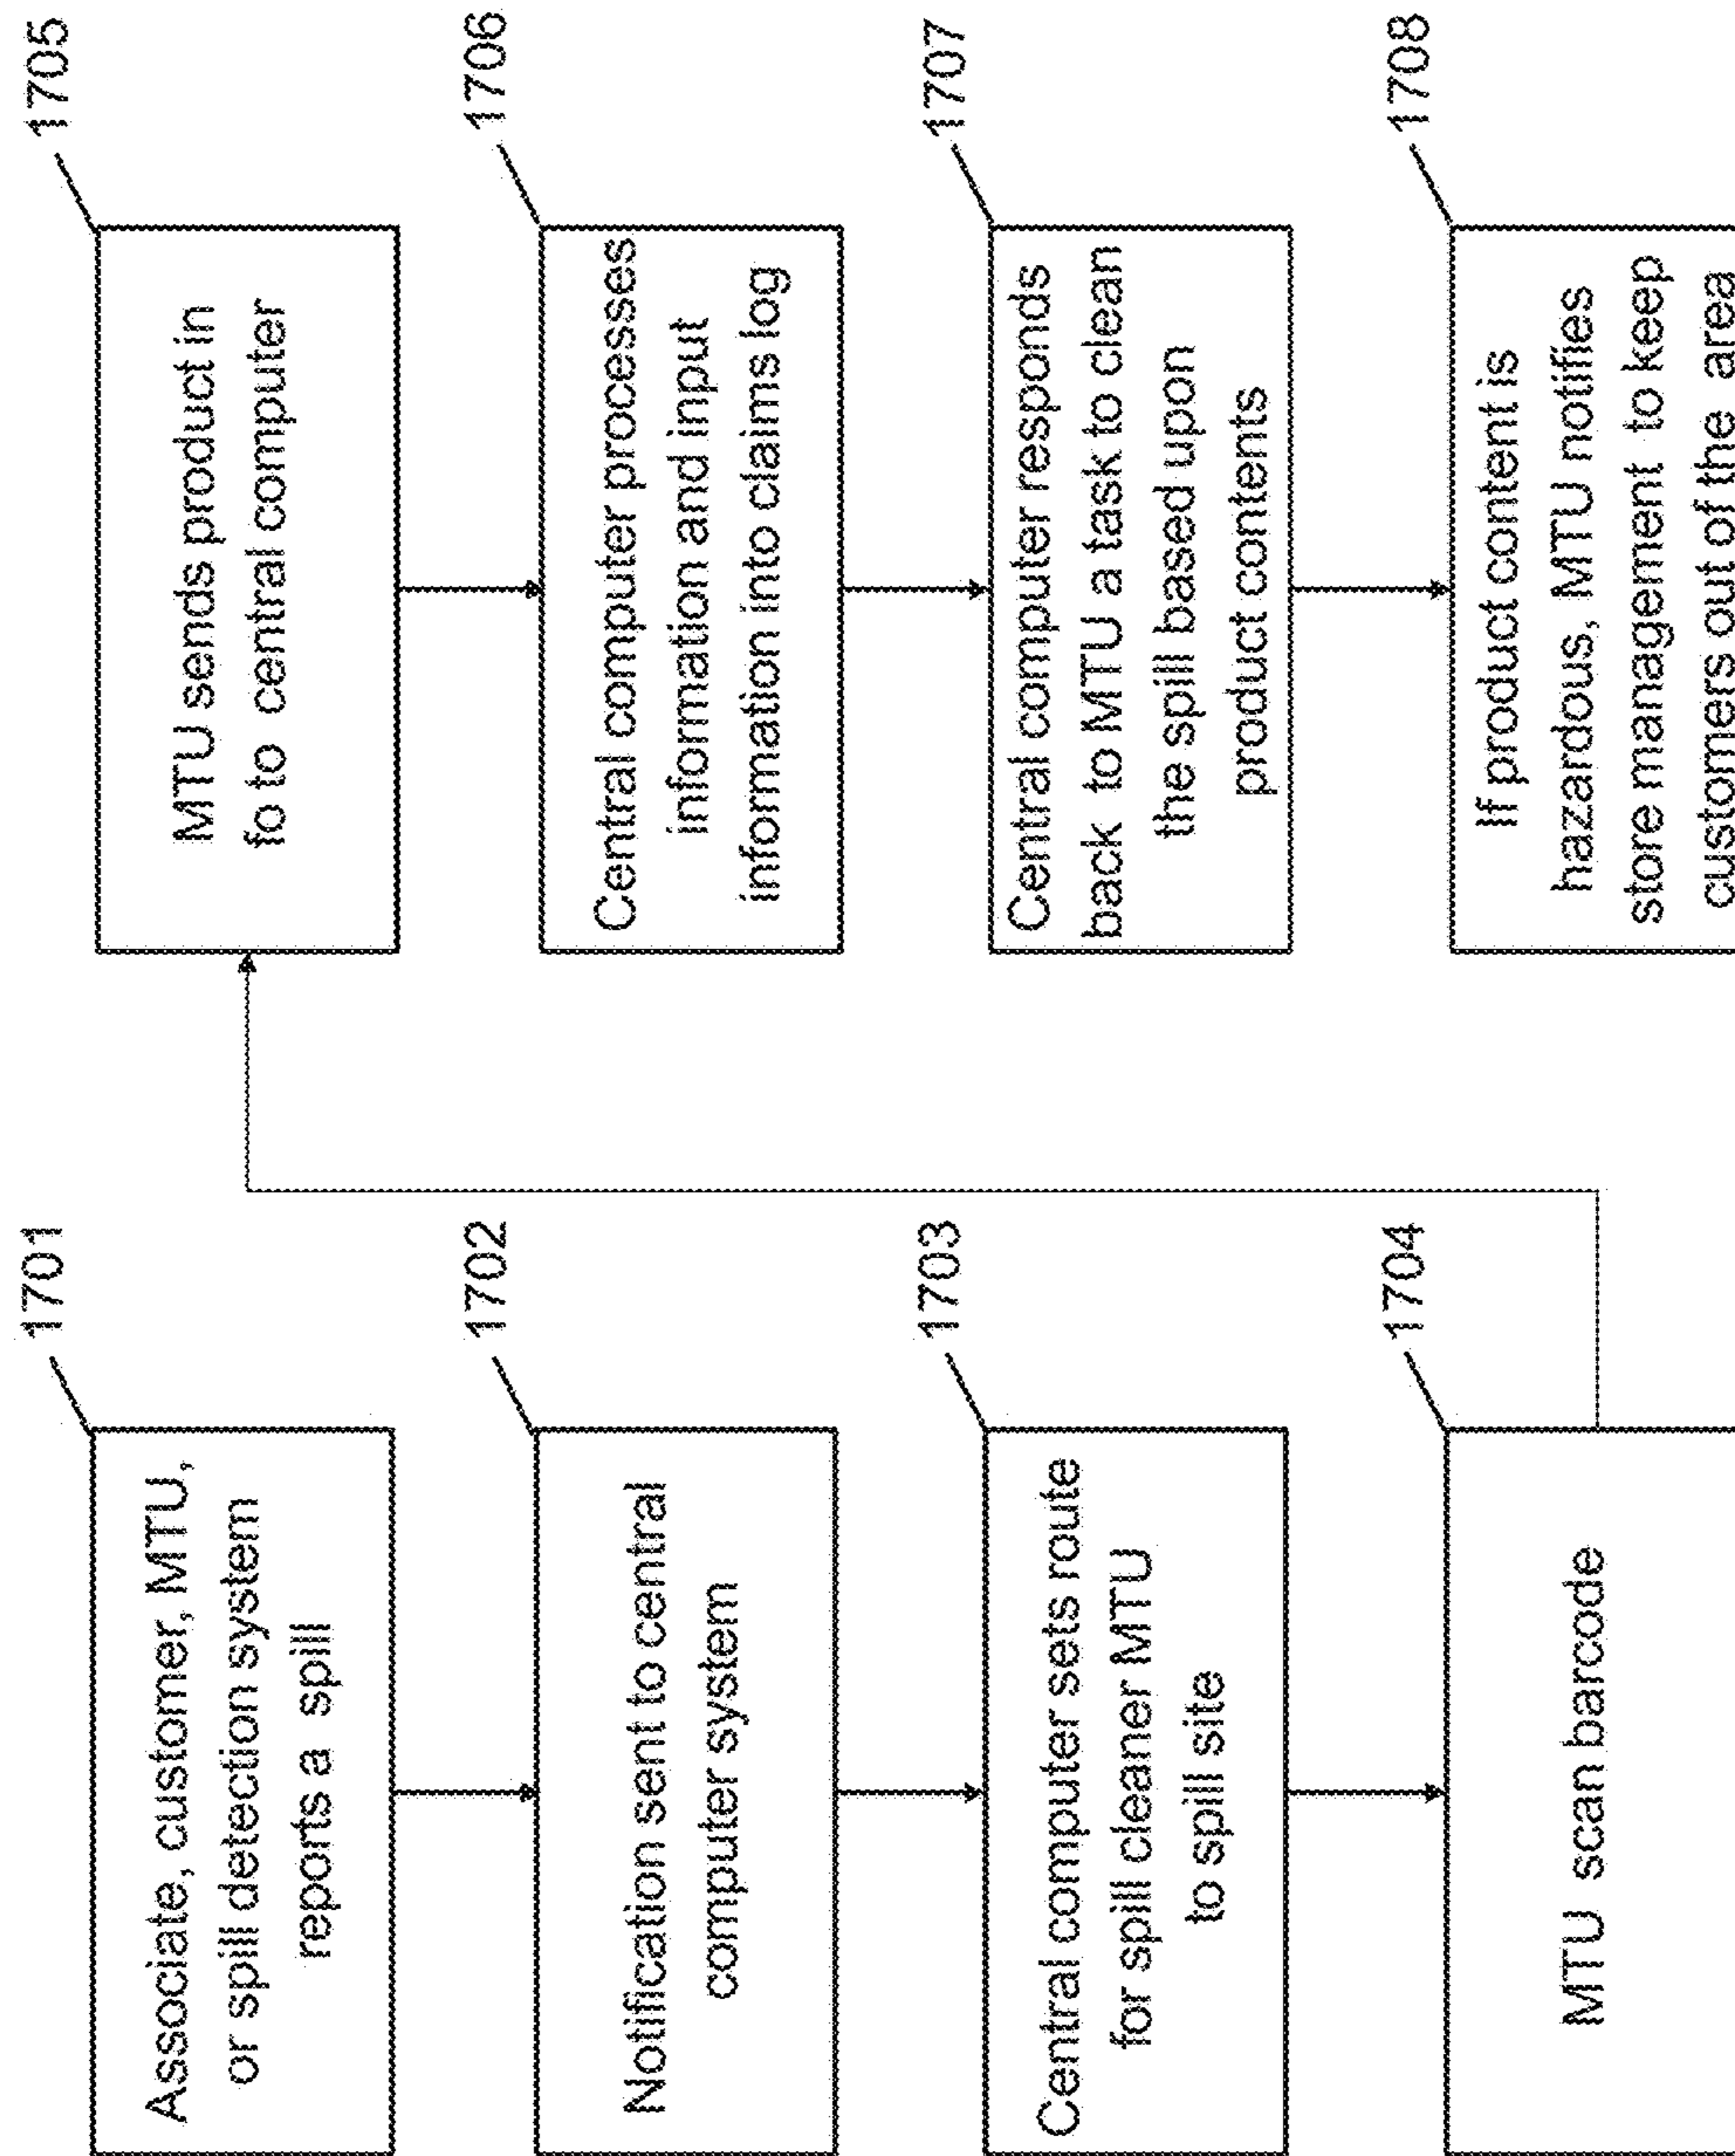 1701
Associate, customer, MTU,
or spill detection system
reports a spill
1702
Notification sent to central
computer system
1703
Central computer sets route
for spill cleaner MTU
to spill site
1704
MTU scan barcode
1705
MTU sends product in
fo to central computer
1706
Central computer processes
information and input
information into claims log
1707
Central computer responds
back to MTU a task to clean
the spill based upon
product contents
1708
If product content is
hazardous, MTU notifies
store management to keep
customers out of the area